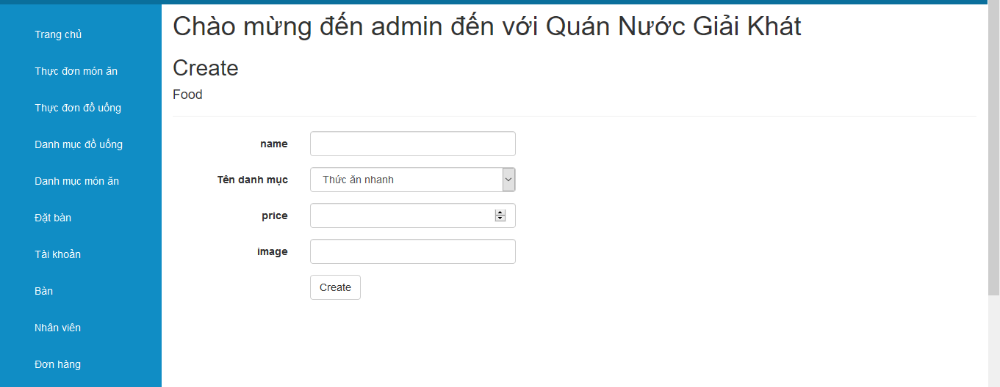 Trang chủ
Thực đơn món ăn
Thực đơn đồ uống
Danh mục đồ uống
Danh mục món ăn
Đặt bàn
Tài khoản
Bàn
Nhân viên
Đơn hàng
Chào mừng đến admin đến với Quán Nước Giải Khát
Create
Food
name
Tên danh mục
Thức ăn nhanh
price
image
Create